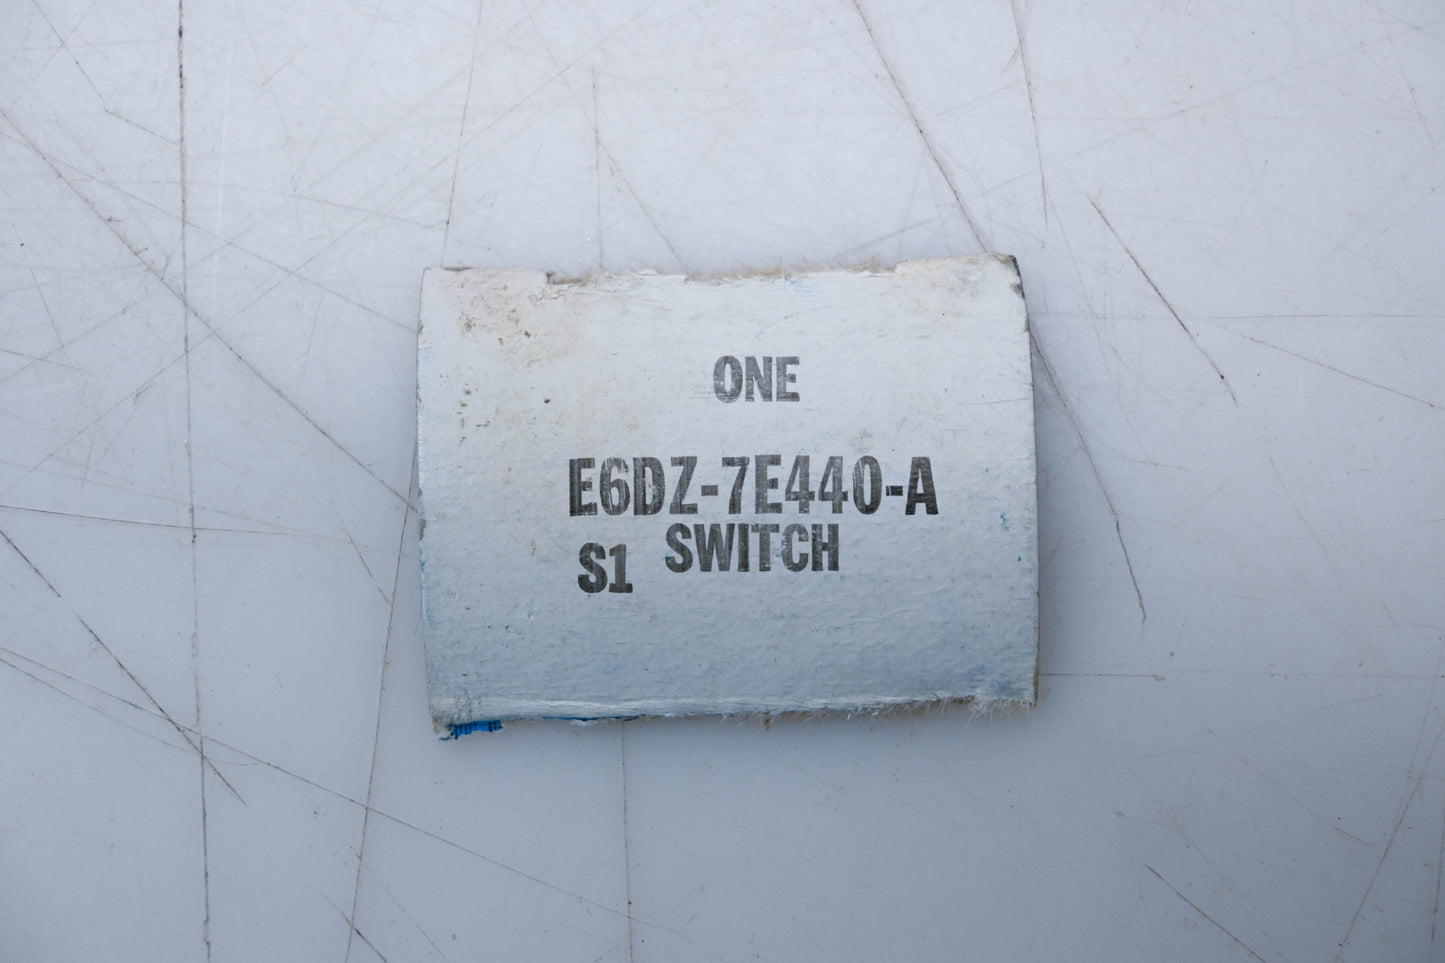 ONE
E6DZ-7E440-A
SWITCH
S1